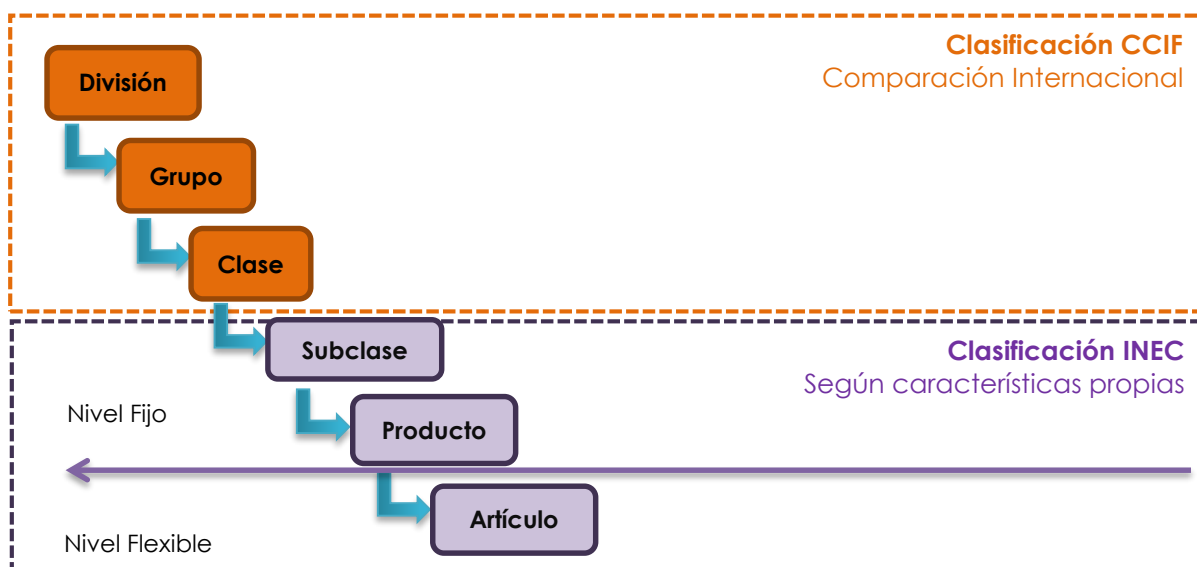 Clasificación CCIF
Comparación Internacional
División
Grupo
Clase
Subclase
Clasificación INEC
Según características propias
Nivel Fijo
Producto
Artículo
Nivel Flexible